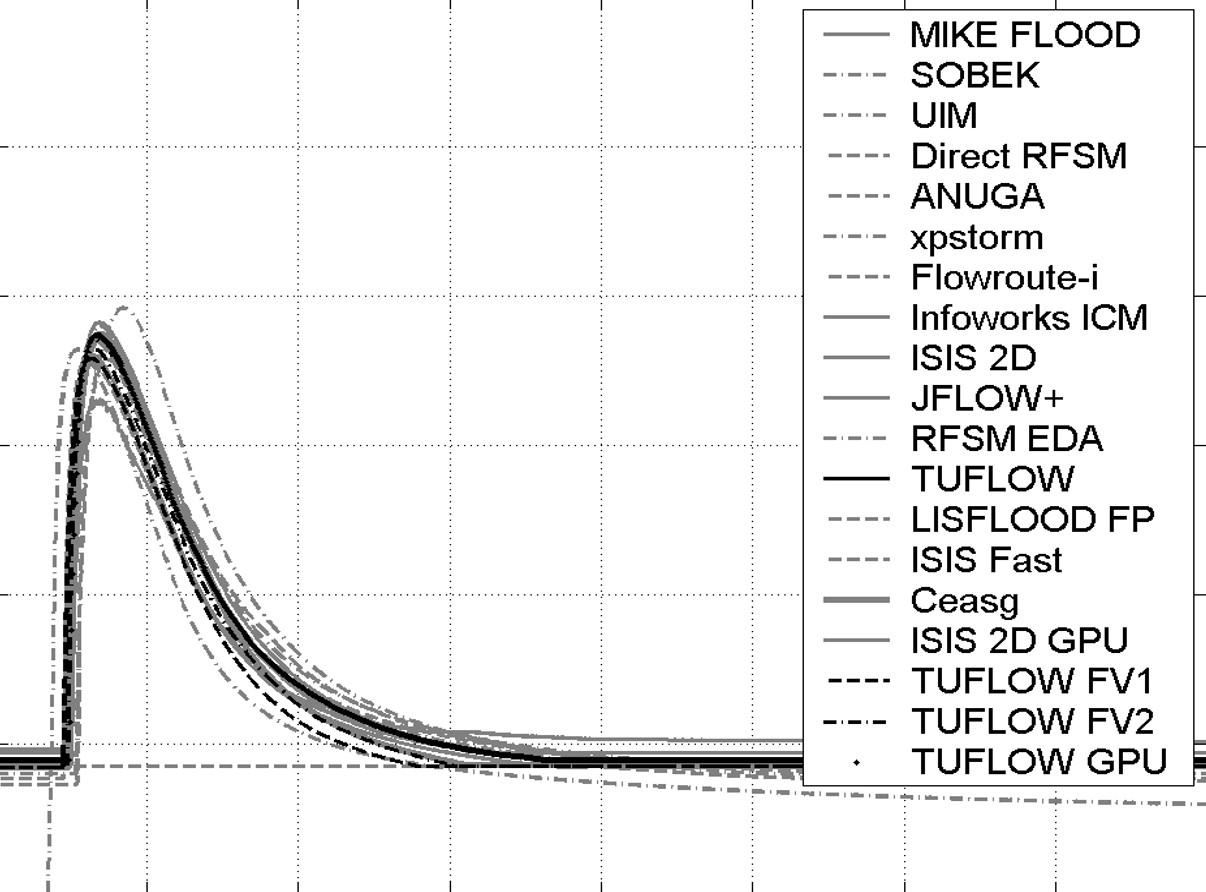 MIKE FLOOD
SOBEK
UIM
Direct RFSM
ANUGA
xpstorm
Flowroute-i
Infoworks ICM
ISIS 2D
JFLOW+
RFSM EDA
TUFLOW
LISFLOOD FP
ISIS Fast
Ceasg
ISIS 2D GPU
TUFLOW FV1
TUFLOW FV2
TUFLOW GPU